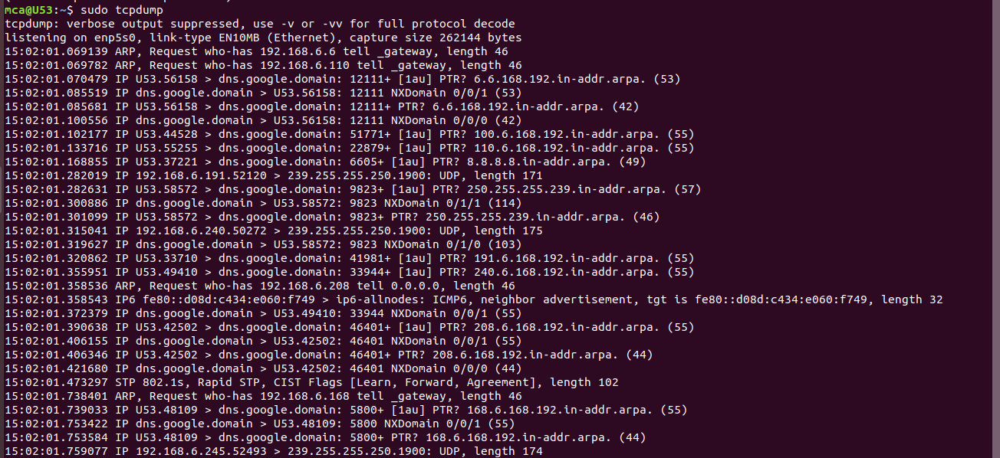 mca@U53:~$ sudo tcpdump
tcpdump: verbose output suppressed, use -v or -vv for full protocol decode
listening on enp5s0, link-type EN10MB (Ethernet), capture size 262144 bytes
15:02:01.069139 ARP, Request who-has 192.168.6.6 tell _gateway, length 46
15:02:01.069782 ARP, Request who-has 192.168.6.110 tell _gateway, length 46
15:02:01.070479 IP U53.56158 > dns.google.domain: 12111+ [1au] PTR? 6.6.168.192.in-addr.arpa. (53)
15:02:01.085519 IP dns.google.domain > U53.56158: 12111 NXDomain 0/0/1 (53)
15:02:01.085681 IP U53.56158 > dns.google.domain: 12111+ PTR? 6.6.168.192.in-addr.arpa. (42)
15:02:01.100556 IP dns.google.domain > U53.56158: 12111 NXDomain 0/0/0 (42)
15:02:01.102177 IP U53.44528 > dns.google.domain: 51771+ [1au] PTR? 100.6.168.192.in-addr.arpa. (55)
15:02:01.133716 IP U53.55255 > dns.google.domain: 22879+ [1au] PTR? 110.6.168.192.in-addr.arpa. (55)
15:02:01.168855 IP U53.37221 > dns.google.domain: 6605+ [1au] PTR? 8.8.8.8.in-addr.arpa. (49)
15:02:01.282019 IP 192.168.6.191.52120 > 239.255.255.250.1900: UDP, length 171
15:02:01.282631 IP U53.58572 > dns.google.domain: 9823+ [1au] PTR? 250.255.255.239.in-addr.arpa. (57)
15:02:01.300886 IP dns.google.domain > U53.58572: 9823 NXDomain 0/1/1 (114)
15:02:01.301099 IP U53.58572 > dns.google.domain: 9823+ PTR? 250.255.255.239.in-addr.arpa. (46)
15:02:01.315041 IP 192.168.6.240.50272 > 239.255.255.250.1900: UDP, length 175
15:02:01.319627 IP dns.google.domain > U53.58572: 9823 NXDomain 0/1/0 (103)
15:02:01.320862 IP U53.33710 > dns.google.domain: 41981+ [1au] PTR? 191.6.168.192.in-addr.arpa. (55)
15:02:01.355951 IP U53.49410 > dns.google.domain: 33944+ [1au] PTR? 240.6.168.192.in-addr.arpa. (55)
15:02:01.358536 ARP, Request who-has 192.168.6.208 tell 0.0.0.0, length 46
15:02:01.358543 IP6 fe80::d08d:c434:e060:f749 > ip6-allnodes: ICMP6, neighbor advertisement, tgt is fe80::d08d:c434:e060:f749, length 32
15:02:01.372379 IP dns.google.domain > U53.49410: 33944 NXDomain 0/0/1 (55)
15:02:01.390638 IP U53.42502 > dns.google.domain: 46401+ [1au] PTR? 208.6.168.192.in-addr.arpa. (55)
15:02:01.406155 IP dns.google.domain > U53.42502: 46401 NXDomain 0/0/1 (55)
15:02:01.406346 IP U53.42502 > dns.google.domain: 46401+ PTR? 208.6.168.192.in-addr.arpa. (44)
15:02:01.421680 IP dns.google.domain > U53.42502: 46401 NXDomain 0/0/0 (44)
15:02:01.473297 STP 802.1s, Rapid STP, CIST Flags [Learn, Forward, Agreement], length 102
15:02:01.738401 ARP, Request who-has 192.168.6.168 tell _gateway, length 46
15:02:01.739033 IP U53.48109 > dns.google.domain: 5800+ [1au] PTR? 168.6.168.192.in-addr.arpa. (55)
15:02:01.753422 IP dns.google.domain > U53.48109: 5800 NXDomain 0/0/1 (55)
15:02:01.753584 IP U53.48109 > dns.google.domain: 5800+ PTR? 168.6.168.192.in-addr.arpa. (44)
15:02:01.759077 IP 192.168.6.245.52493 > 239.255.255.250.1900: UDP, length 174